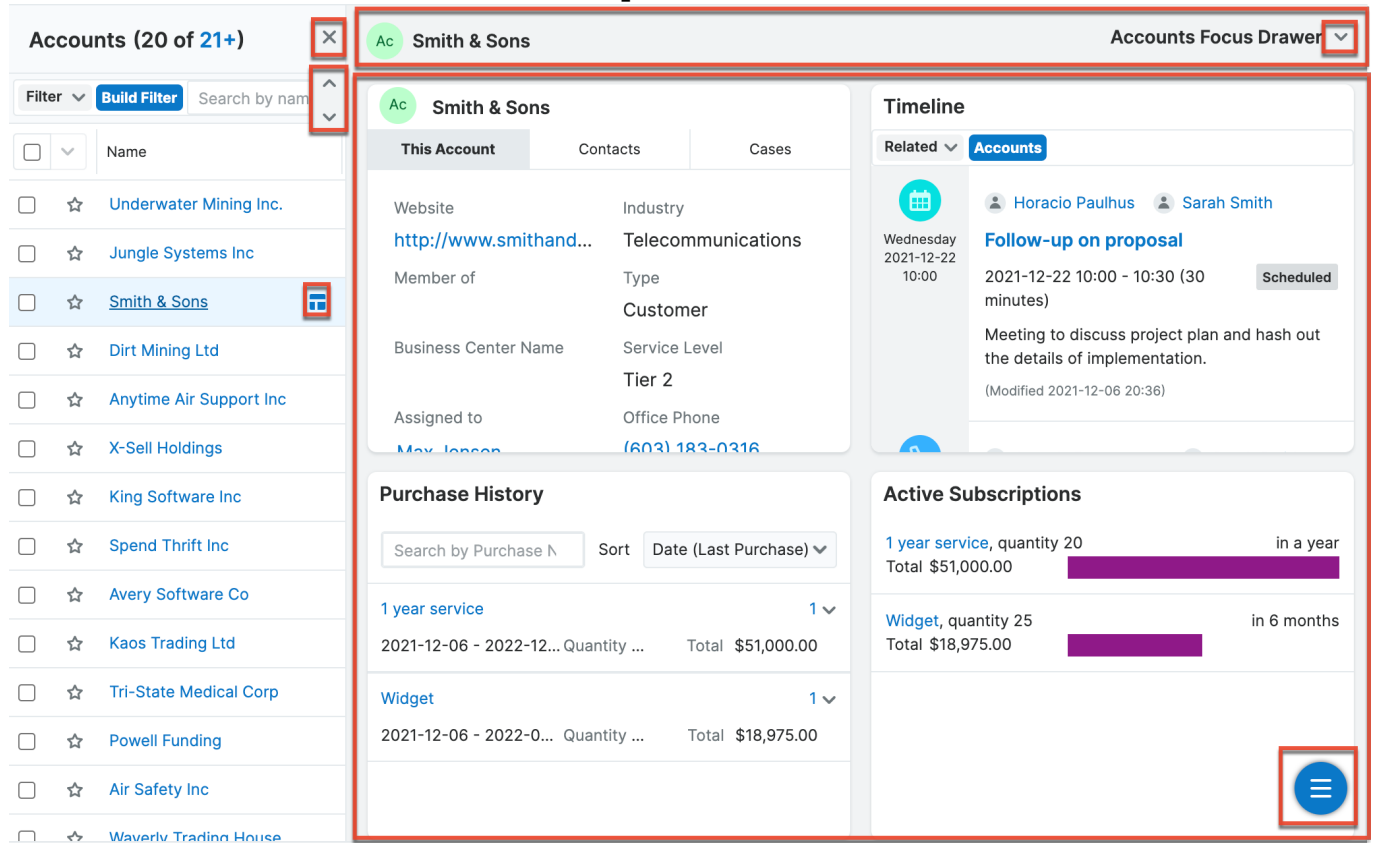 Accounts (20 of 21+)
Filter
Build Filter
Search by nam
Name
Underwater Mining Inc.
Jungle Systems Inc
Smith & Sons
Dirt Mining Ltd
Anytime Air Support Inc
X-Sell Holdings
King Software Inc
Spend Thrift Inc
Avery Software Co
Kaos Trading Ltd
Tri-State Medical Corp
Powell Funding
Air Safety Inc
Waverly Trading House
Ac Smith & Sons
Accounts Focus Drawer
Ac Smith & Sons
This Account Contacts Cases
Website Industry
http://www.smithand... Telecommunications
Member of Type
Customer
Business Center Name Service Level
Tier 2
Assigned to Office Phone
Max Jensen (603) 183-0316
Timeline
Related Accounts
Horacio Paulhus Sarah Smith
Follow-up on proposal
Wednesday
2021-12-22
10:00
2021-12-22 10:00 - 10:30 (30
minutes)
Scheduled
Meeting to discuss project plan and hash out
the details of implementation.
(Modified 2021-12-06 20:36)
Purchase History
Search by Purchase N Sort Date (Last Purchase)
1 year service 1
2021-12-06 - 2022-12... Quantity ... Total $51,000.00
Widget 1
2021-12-06 - 2022-0... Quantity ... Total $18,975.00
Active Subscriptions
1 year service, quantity 20 in a year
Total $51,000.00
Widget, quantity 25 in 6 months
Total $18,975.00